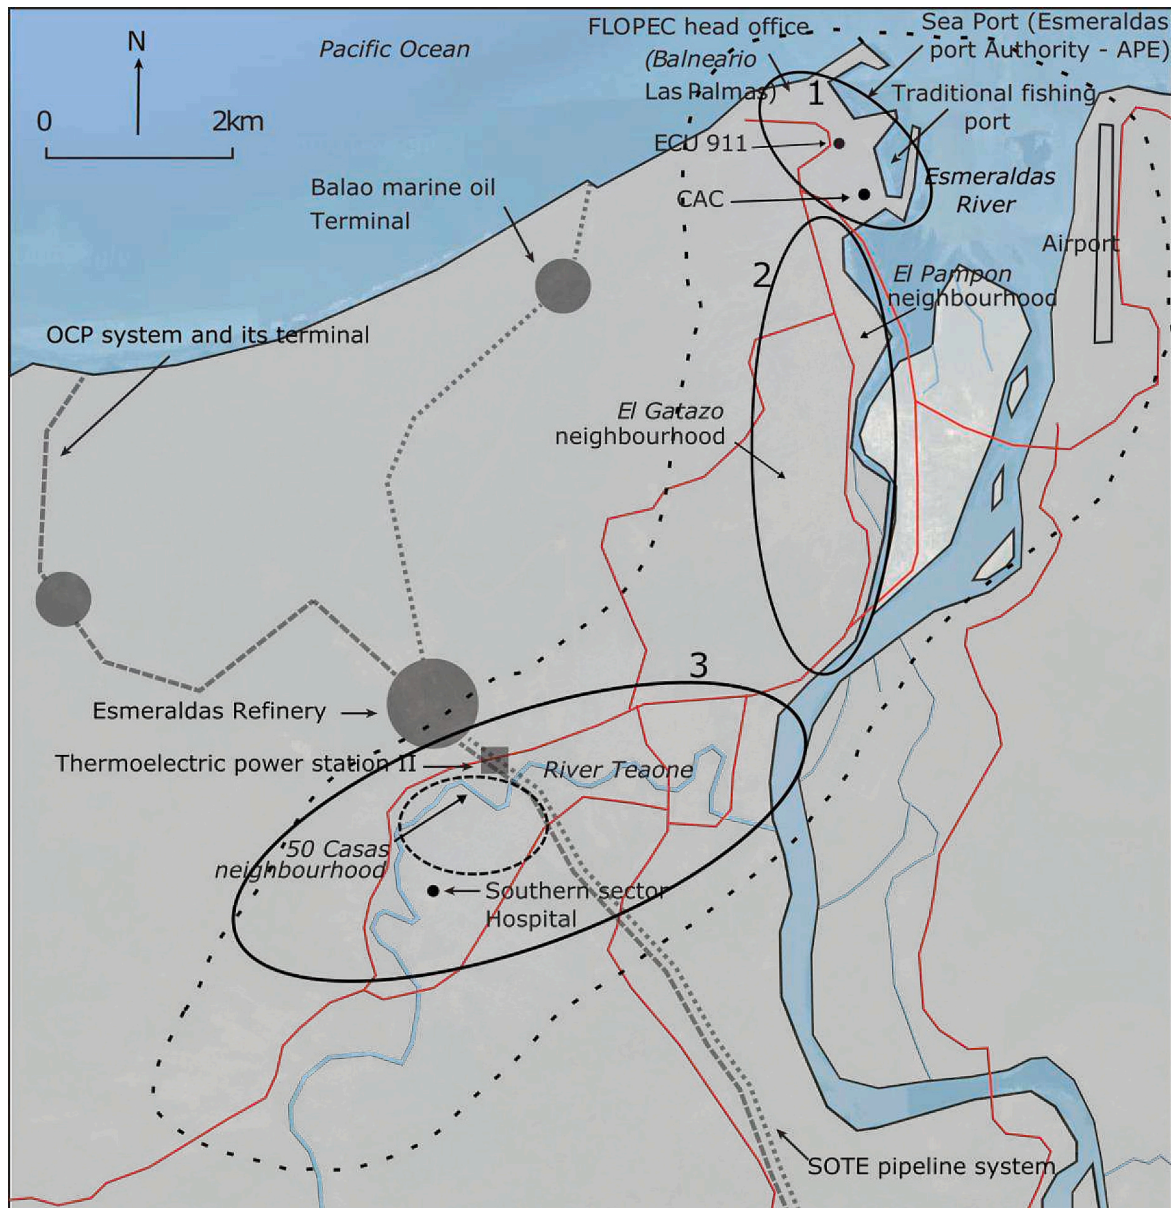 N
Pacific Ocean
0 2km
FLOPEC head office
(Balneario
Las Palmas)
Sea Port (Esmeraldas
port Authority - APE)
1
Traditional fishing
port
ECU 911
CAC
Esmeraldas
River
Airport
Balao marine oil
Terminal
2
El Pampon
neighbourhood
OCP system and its terminal
El Gatazo
neighbourhood
3
Esmeraldas Refinery
Thermoelectric power station II
River Teaone
50 Casas
neighbourhood
Southern sector
Hospital
SOTE pipeline system